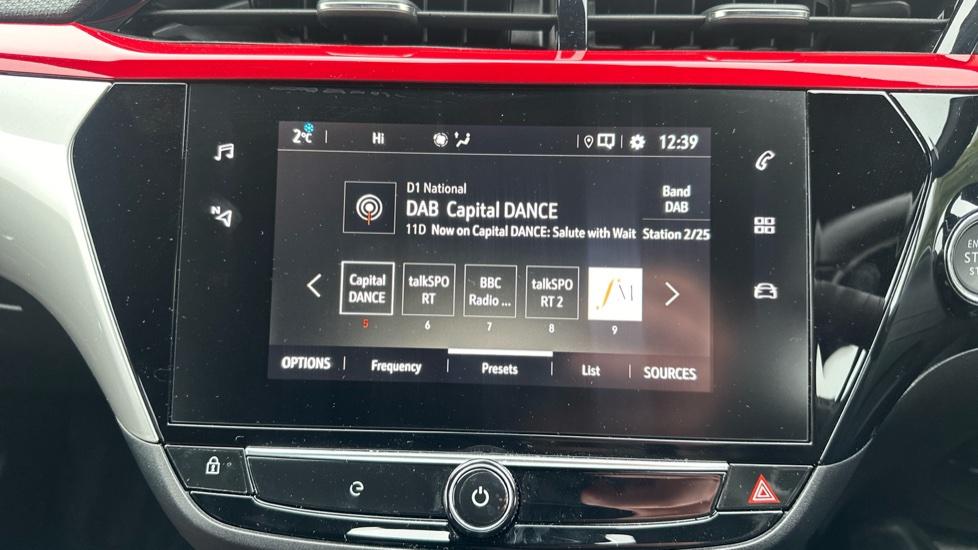 2°C Hi 12:39
N
D1 National
DAB Capital DANCE
11D Now on Capital DANCE: Salute with Wait
Band
DAB
Station 2/25
Capital
DANCE
5
talkSPO
RT
6
BBC
Radio ...
7
talkSPO
RT 2
8
fM
9
OPTIONS Frequency Presets List SOURCES